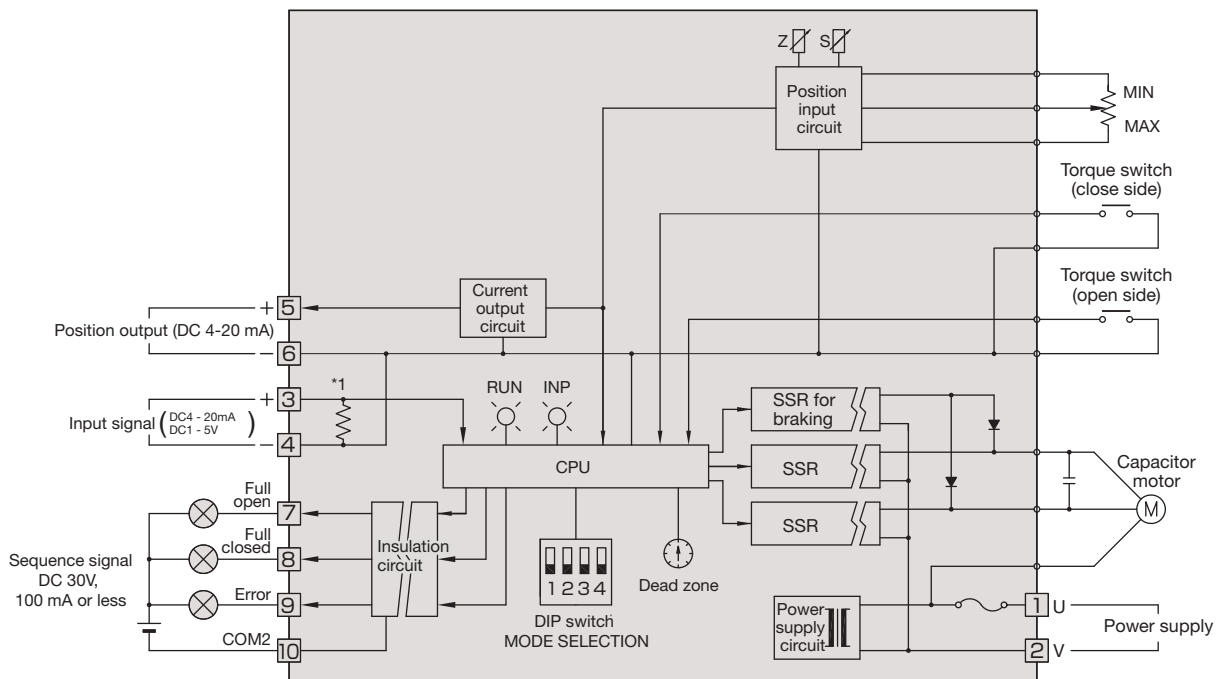 Z
S
Position
input
circuit
MIN
MAX
Torque switch
(close side)
Torque switch
(open side)
Current
output
circuit
+ 5
Position output (DC 4-20 mA)
− 6
*1
RUN
INP
+ 3
Input signal (DC4 - 20mA
DC1 - 5V)
− 4
SSR for
braking
CPU
SSR
SSR
Capacitor
motor
M
Full
open
7
Full
closed
8
Insulation
circuit
Sequence signal
DC 30V,
100 mA or less
Error
9
COM2
10
1234
DIP switch
MODE SELECTION
Dead zone
Power
supply
circuit
1 U
Power supply
2 V